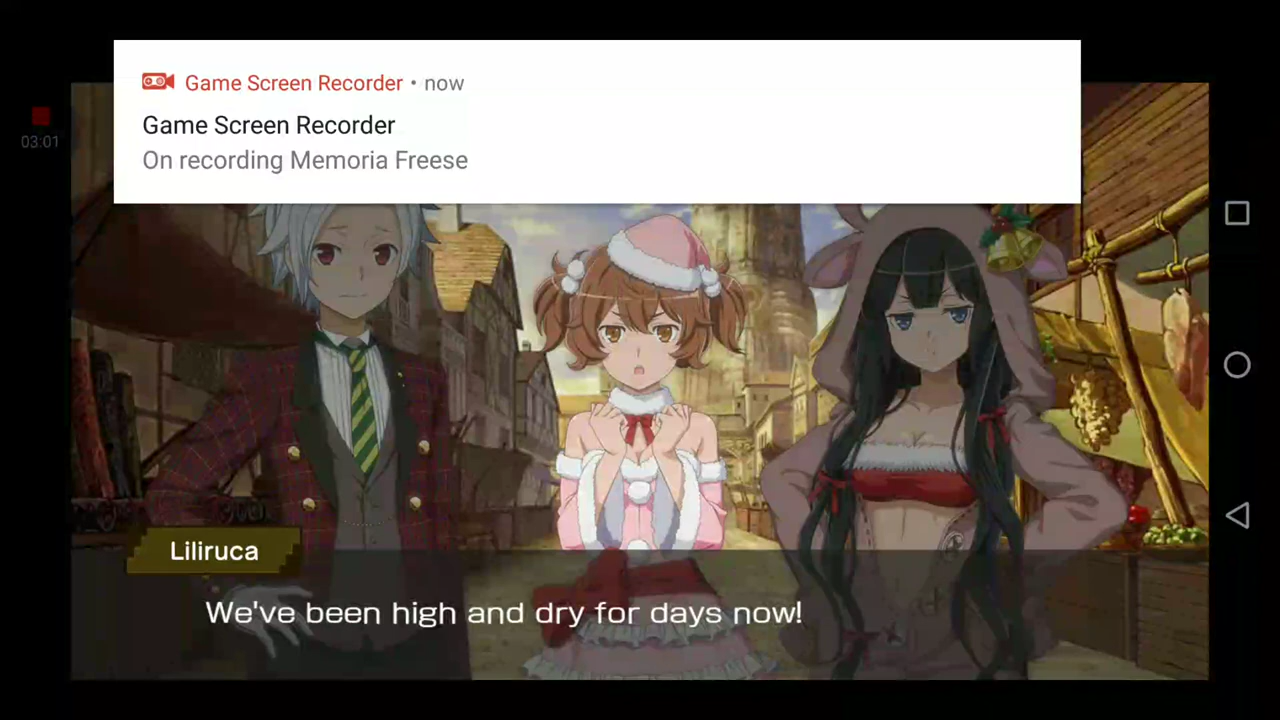 Game Screen Recorder • now
Game Screen Recorder
On recording Memoria Freese
03:01
Liliruca
We've been high and dry for days now!